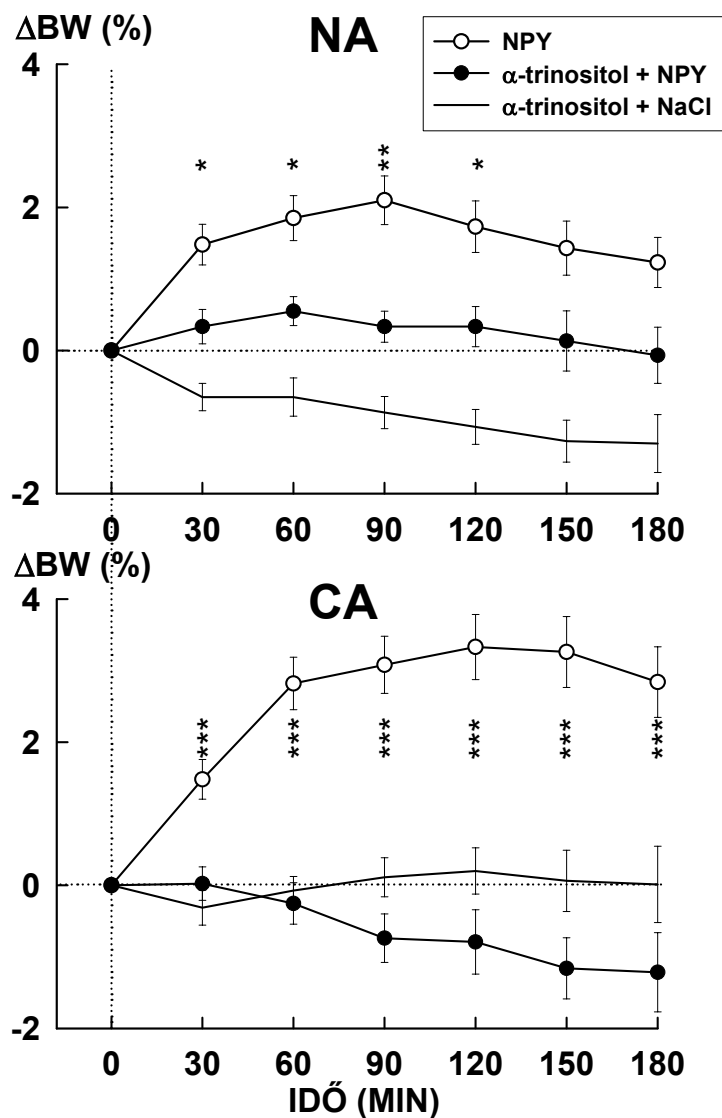 ΔBW (%)
NA
NPY
α-trinositol + NPY
α-trinositol + NaCl
4
* * ** *
2
0
-2
0 30 60 90 120 150 180
ΔBW (%)
CA
4
*** *** *** *** *** ***
2
0
-2
0 30 60 90 120 150 180
IDŐ (MIN)